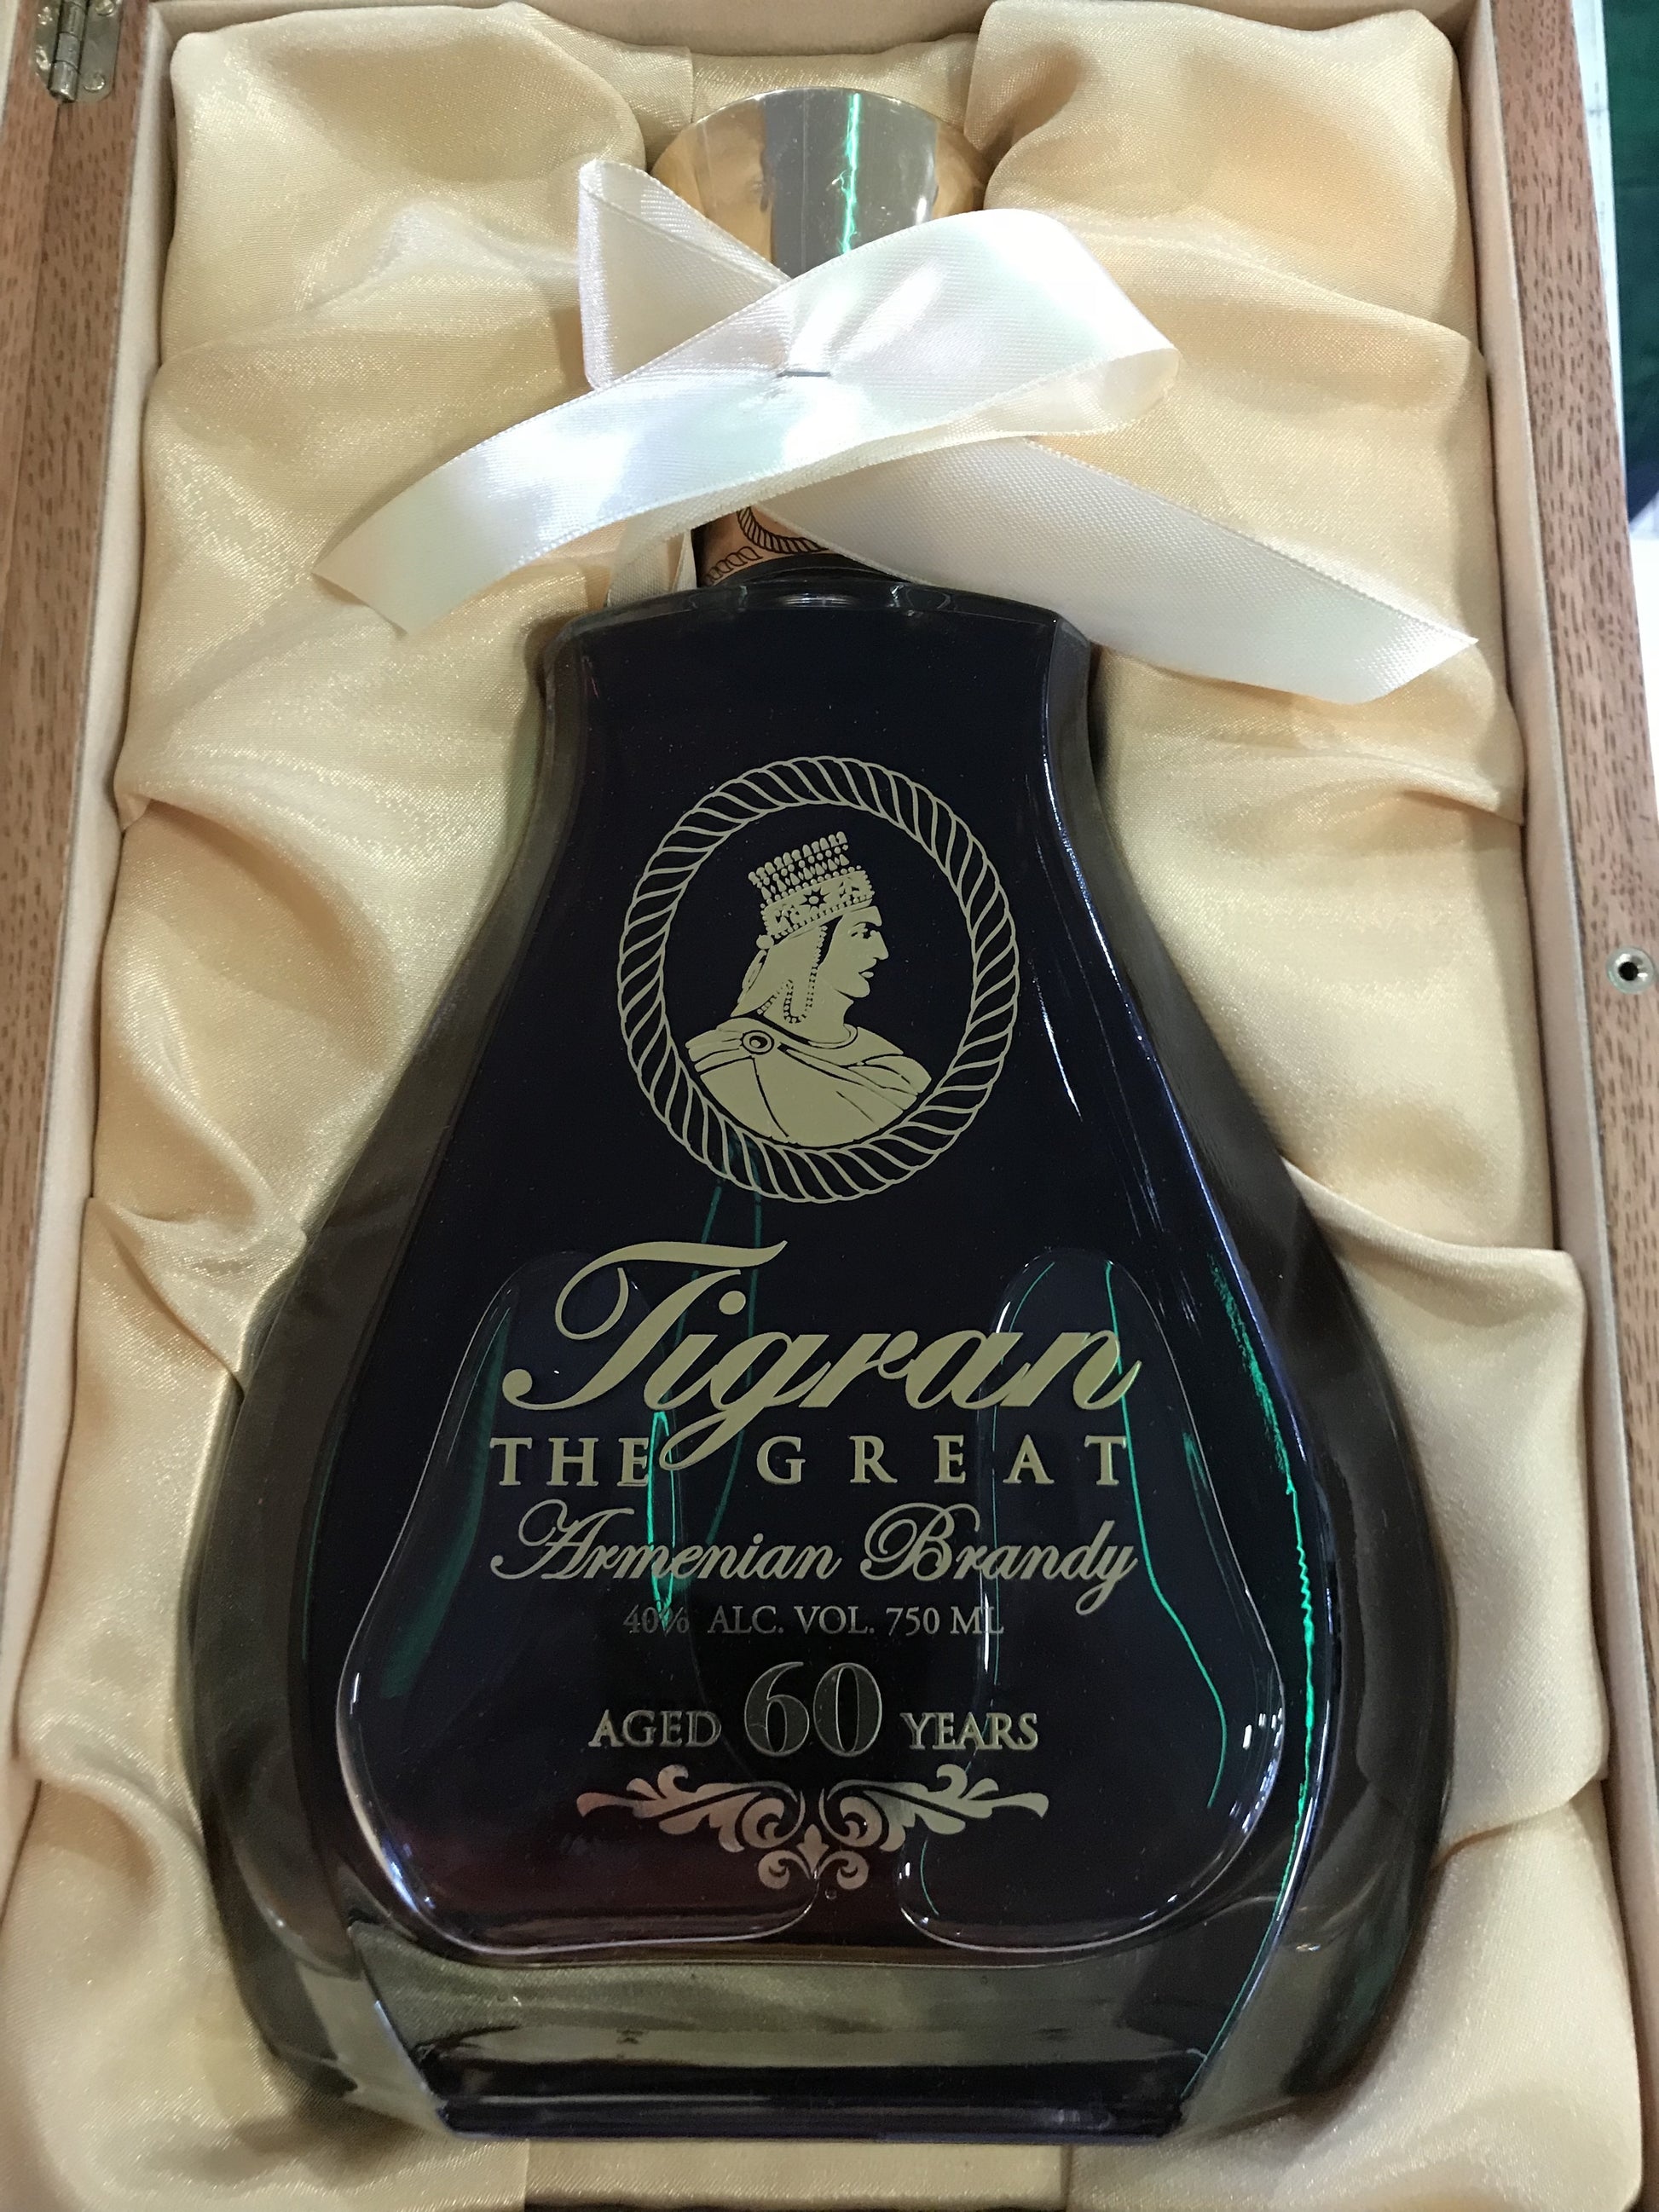 Tigran
THE GREAT
Armenian Brandy
40% ALC. VOL. 750 ML
AGED 60 YEARS